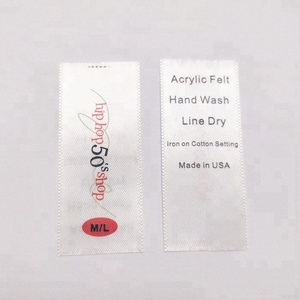 hip hop 50's shop
M/L
Acrylic Felt
Hand Wash
Line Dry
Iron on Cotton Setting
Made in USA